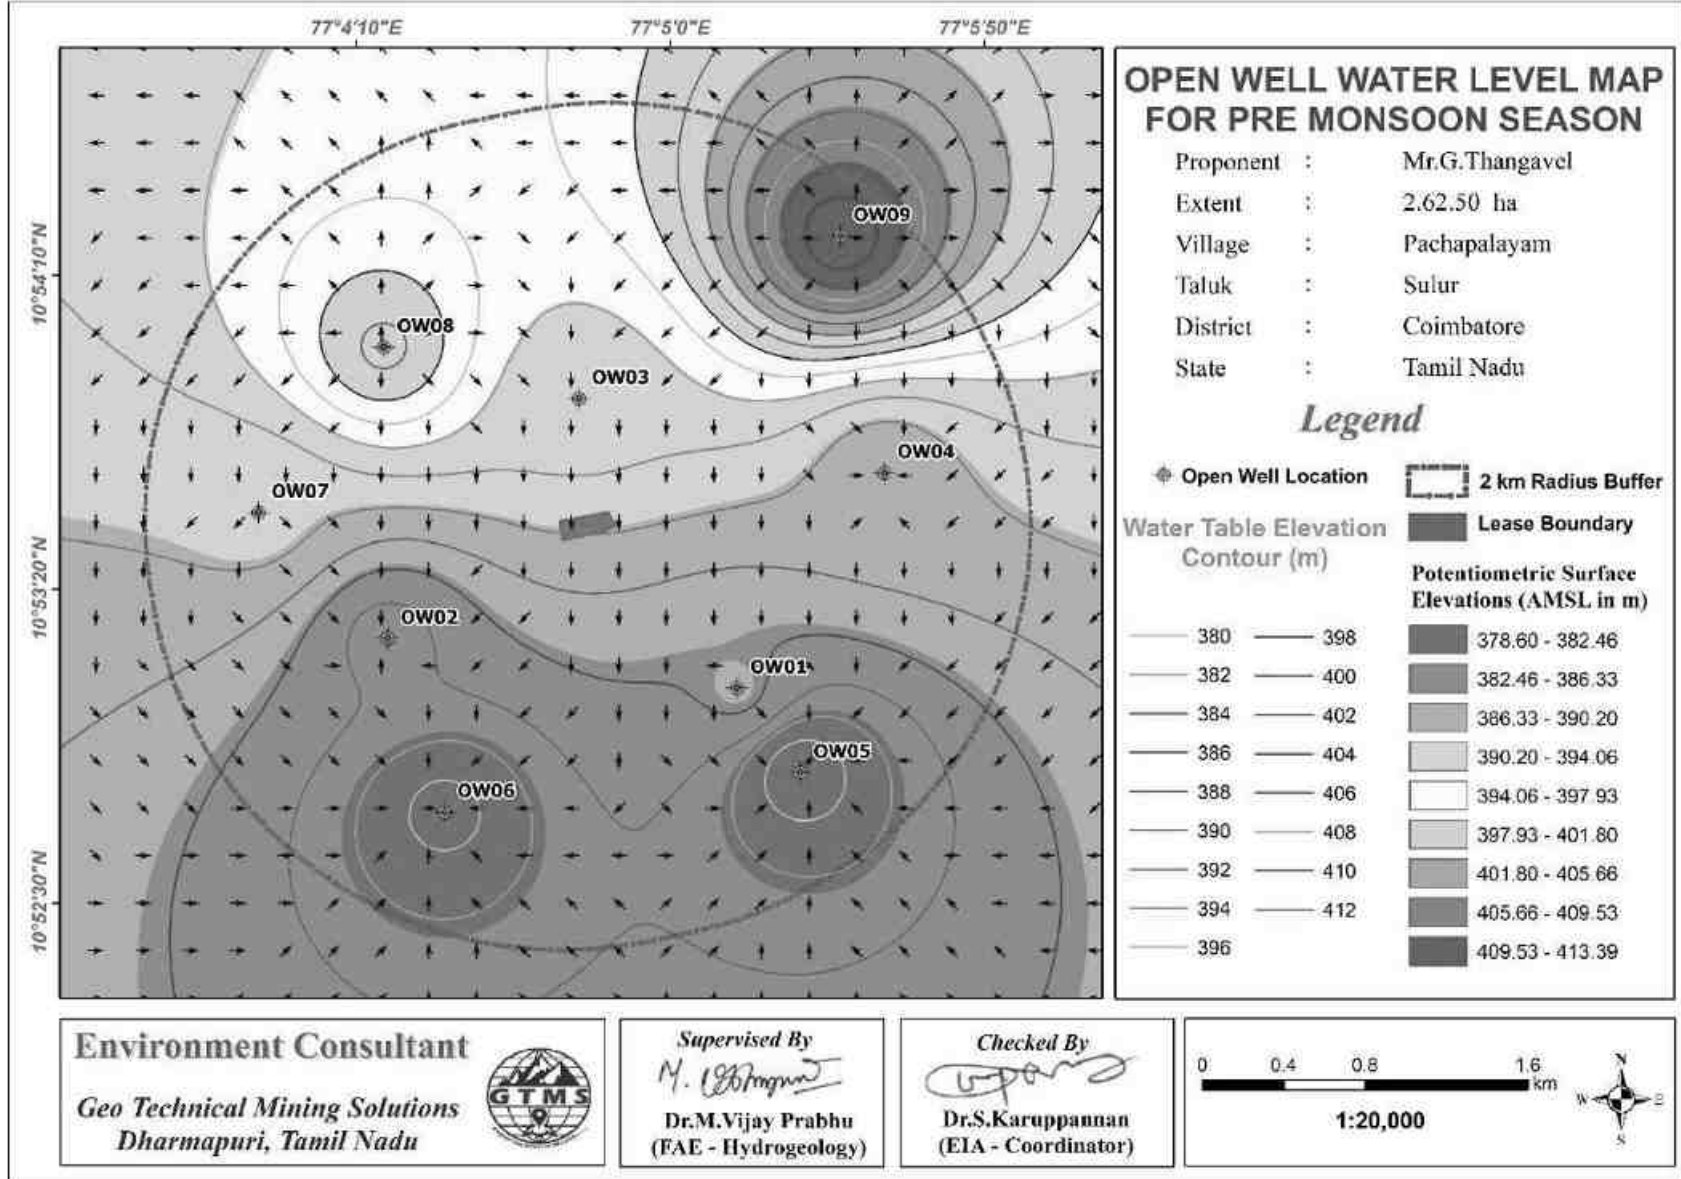 77°4'10"E
77°5'0"E
77°5'50"E
10°54'10"N
10°53'20"N
10°52'30"N
OW09
OW08
OW03
OW04
OW07
OW02
OW01
OW05
OW06
OPEN WELL WATER LEVEL MAP
FOR PRE MONSOON SEASON
Proponent : Mr.G.Thangavel
Extent : 2.62.50 ha
Village : Pachapalayam
Taluk : Sulur
District : Coimbatore
State : Tamil Nadu
Legend
Open Well Location
2 km Radius Buffer
Lease Boundary
Water Table Elevation
Contour (m)
380 398
382 400
384 402
386 404
388 406
390 408
392 410
394 412
396
Potentiometric Surface
Elevations (AMSL in m)
378.60 - 382.46
382.46 - 386.33
386.33 - 390.20
390.20 - 394.06
394.06 - 397.93
397.93 - 401.80
401.80 - 405.66
405.66 - 409.53
409.53 - 413.39
Environment Consultant
Geo Technical Mining Solutions
Dharmapuri, Tamil Nadu
GTMS
Supervised By
Dr.M.Vijay Prabhu
(FAE - Hydrogeology)
Checked By
Dr.S.Karuppannan
(EIA - Coordinator)
0 0.4 0.8 1.6
km
1:20,000
N
W E
S